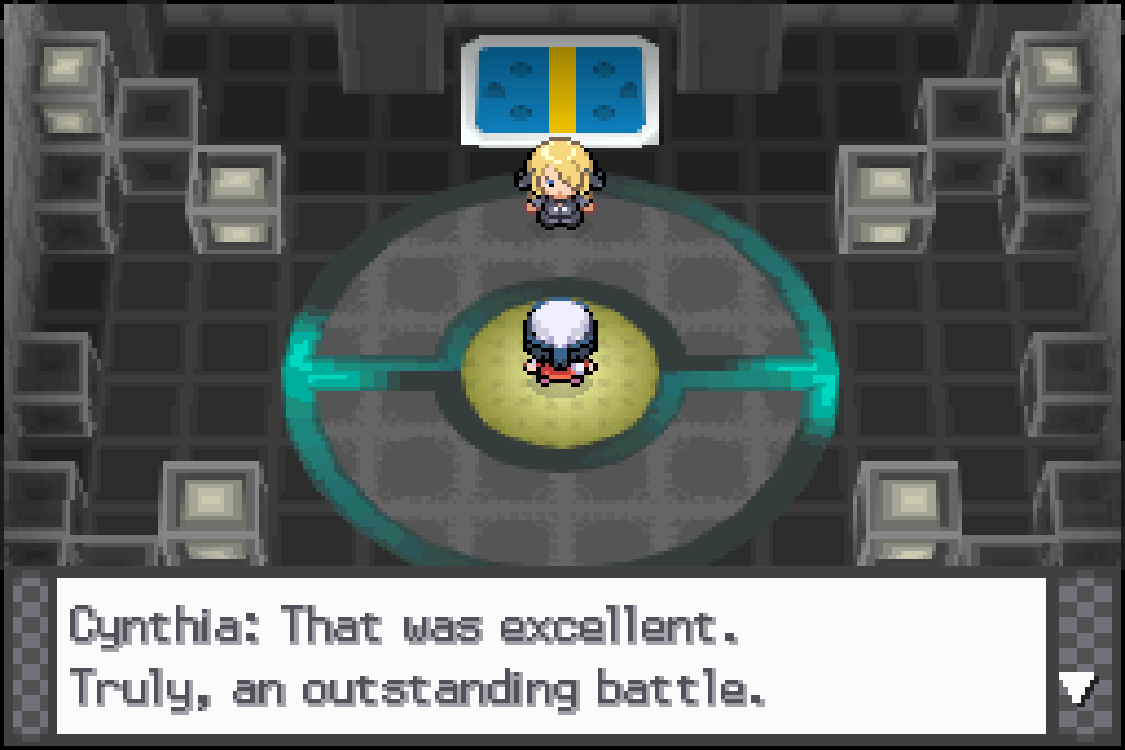 Cynthia: That was excellent.
Truly, an outstanding battle.